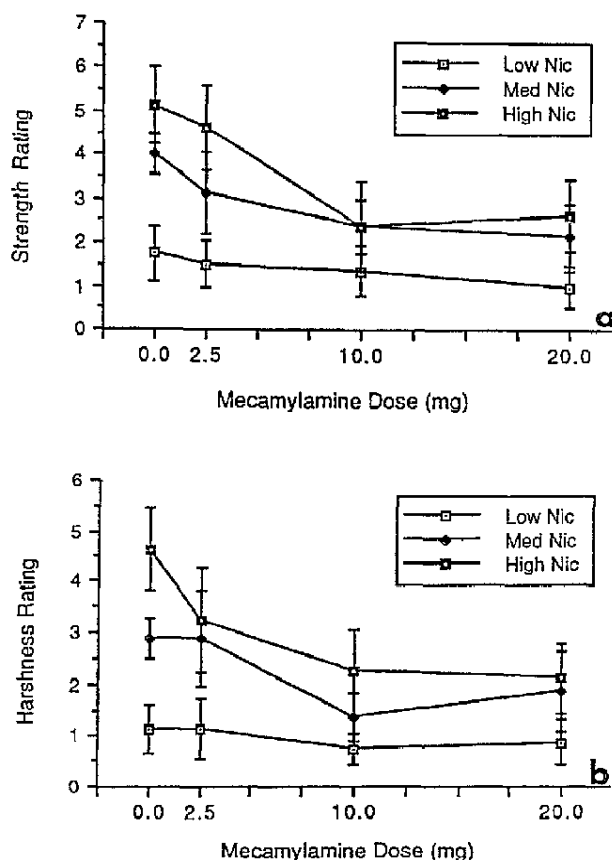 7
6
5
4
3
2
1
0
Strength Rating
Low Nic
Med Nic
High Nic
0.0 2.5 10.0 20.0
Mecamylamine Dose (mg)
a
6
5
4
3
2
1
0
Harshness Rating
Low Nic
Med Nic
High Nic
0.0 2.5 10.0 20.0
Mecamylamine Dose (mg)
b